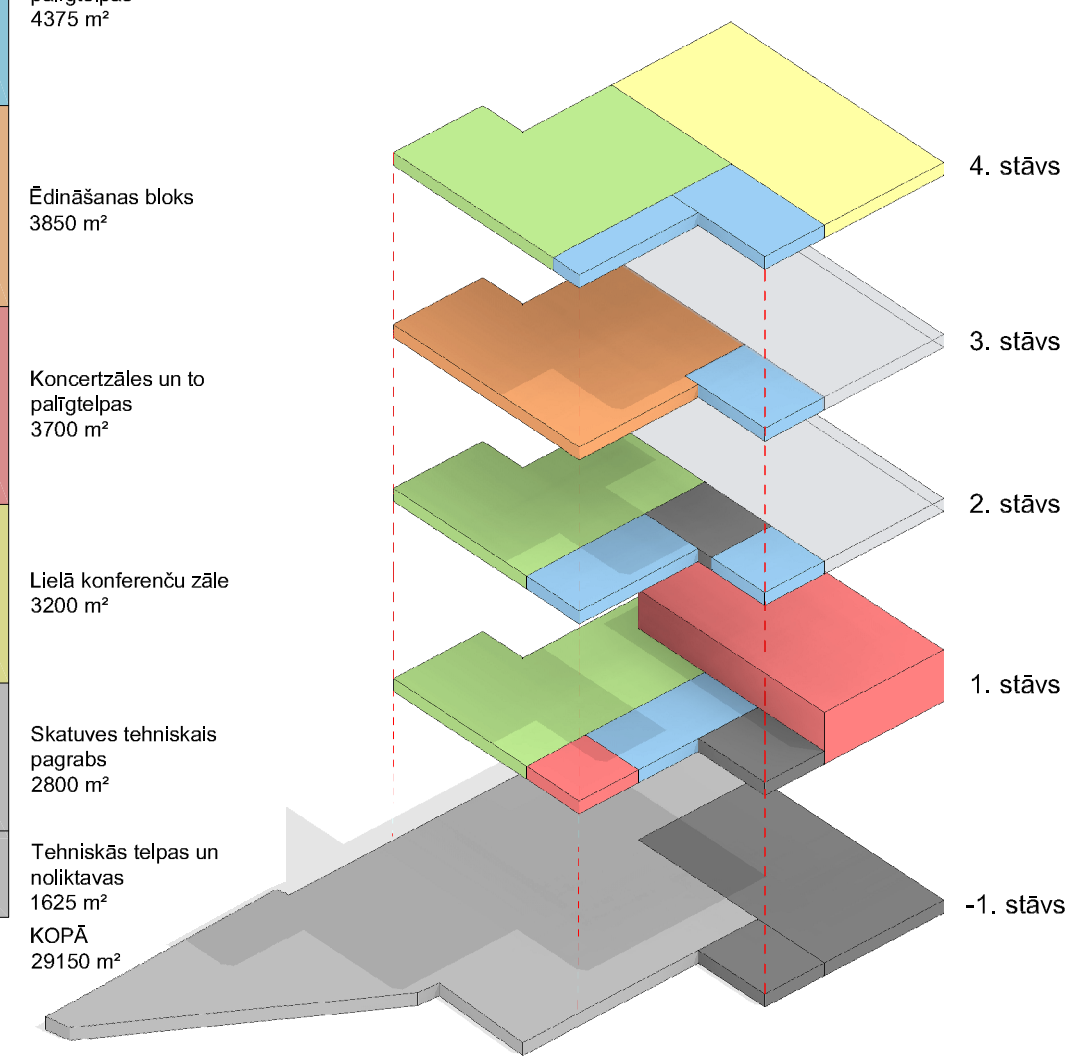 palīgtelpas
4375 m²
Ēdināšanas bloks
3850 m²
Koncertzāles un to
palīgtelpas
3700 m²
Lielā konferenču zāle
3200 m²
Skatuves tehniskais
pagrabs
2800 m²
Tehniskās telpas un
noliktavas
1625 m²
KOPĀ
29150 m²
4. stāvs
3. stāvs
2. stāvs
1. stāvs
-1. stāvs